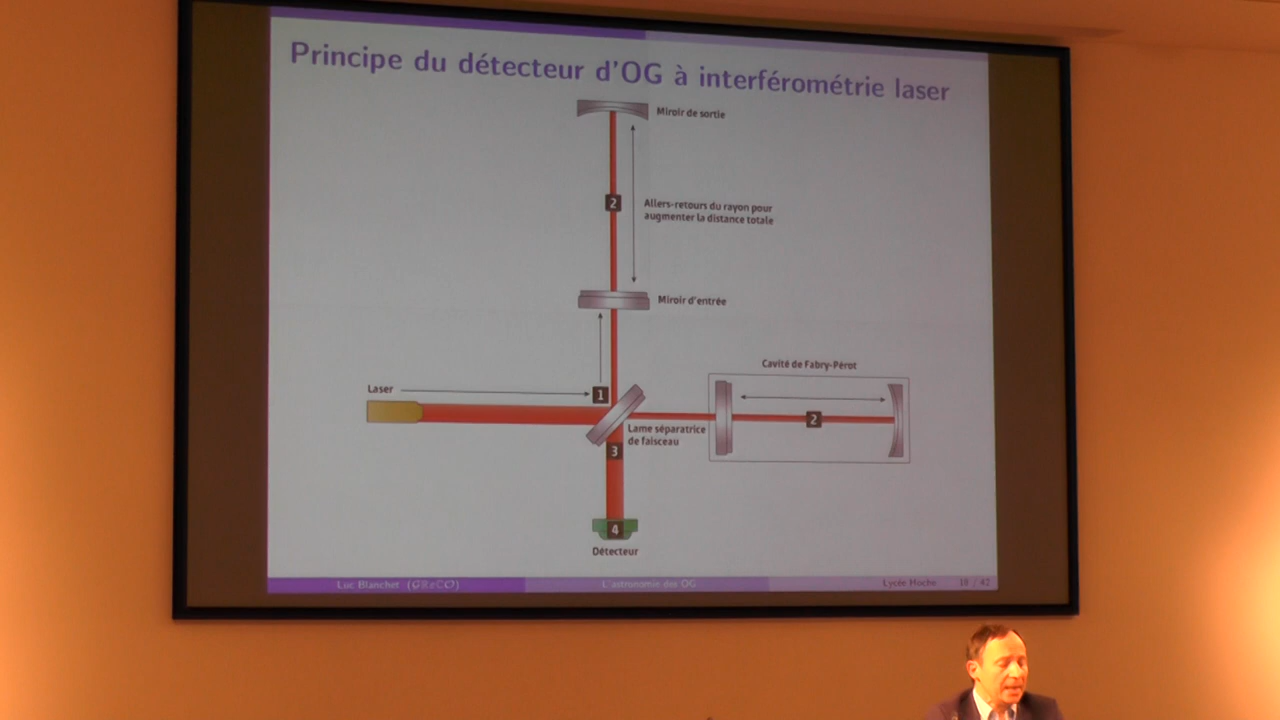 Principe du détecteur d'OG à interférométrie laser
Miroir de sortie
2
Allers-retours du rayon pour
augmenter la distance totale
Miroir d'entrée
Cavité de Fabry-Pérot
Laser
1
2
Lame séparatrice
de faisceau
3
4
Détecteur
Luc Blanchet (GReCO) L'astronomie des OG Lycée Hoche 18 / 42